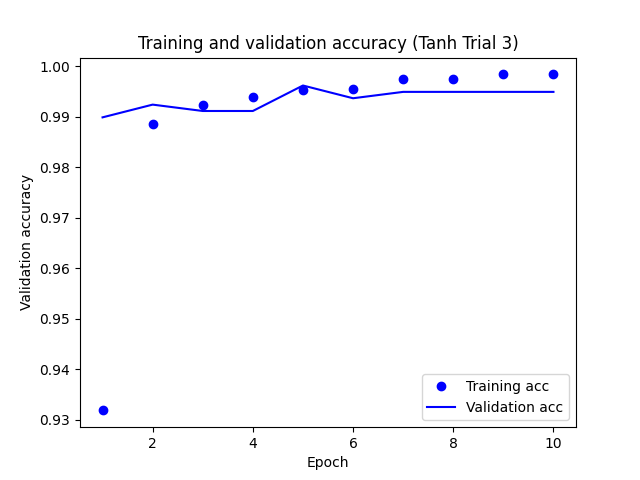 Training and validation accuracy (Tanh Trial 3)
Validation accuracy
1.00
0.99
0.98
0.97
0.96
0.95
0.94
0.93
Training acc
Validation acc
2 4 6 8 10
Epoch